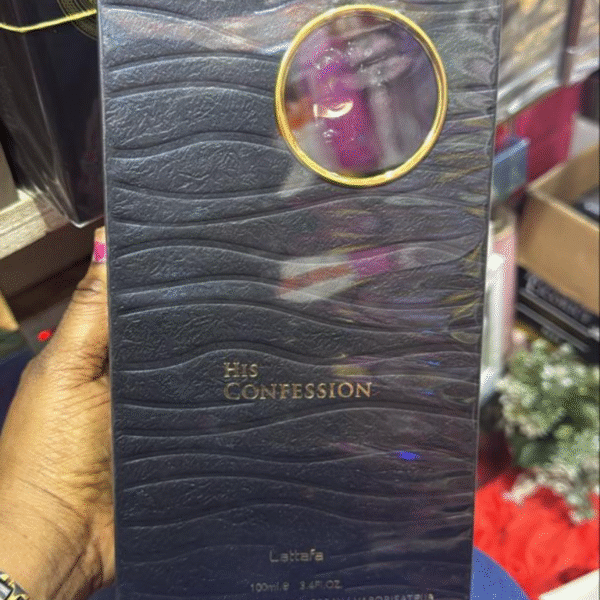 His
Confession
Lattafa
100ml.℮ 3.4FL.OZ.